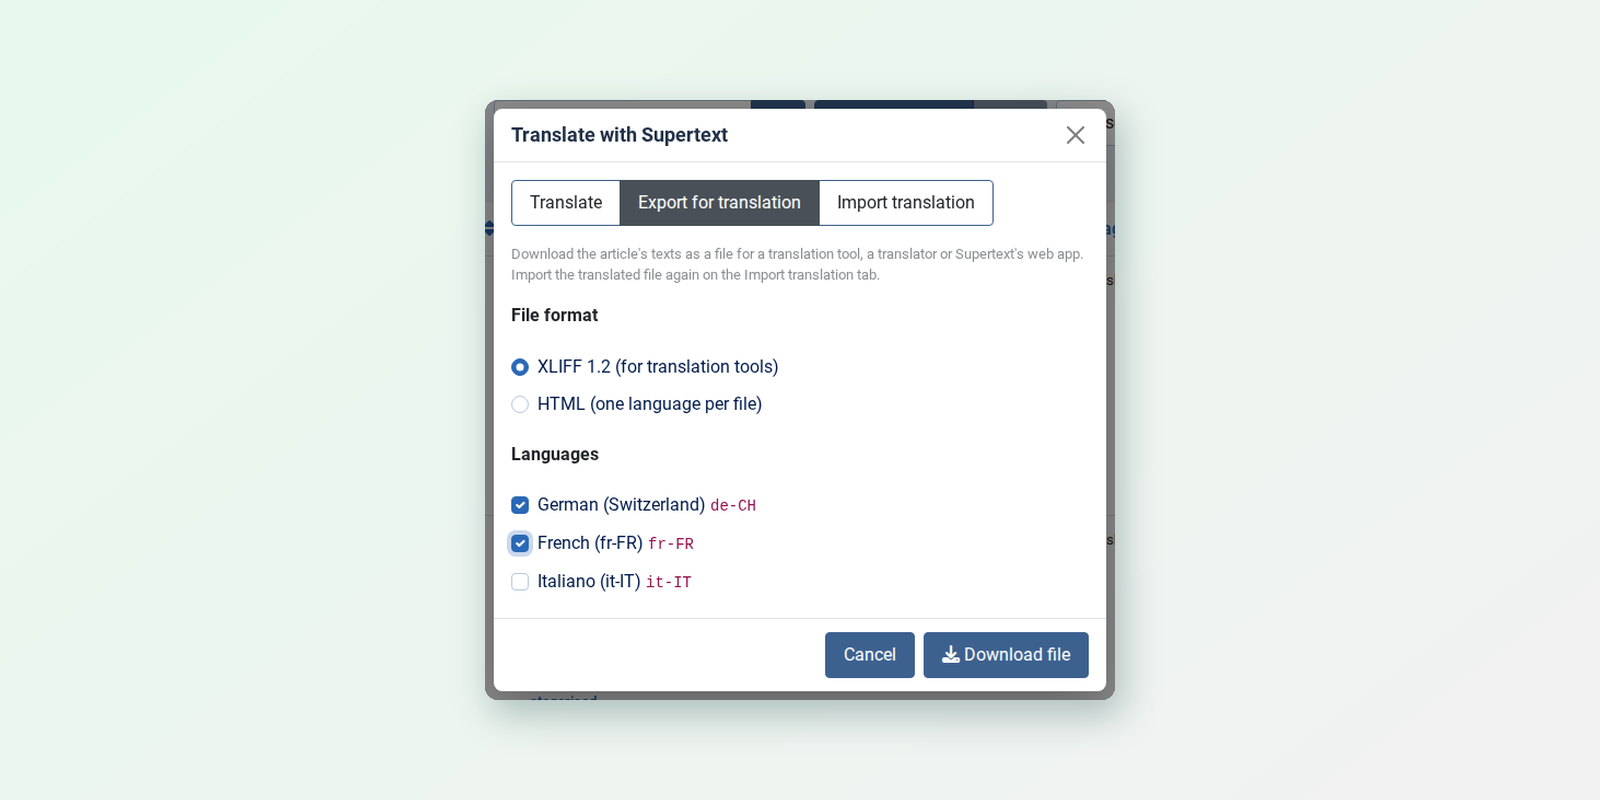 Translate with Supertext
Translate
Export for translation
Import translation
Download the article's texts as a file for a translation tool, a translator or Supertext's web app.
Import the translated file again on the Import translation tab.
File format
XLIFF 1.2 (for translation tools)
HTML (one language per file)
Languages
German (Switzerland) de-CH
French (fr-FR) fr-FR
Italiano (it-IT) it-IT
Cancel
Download file